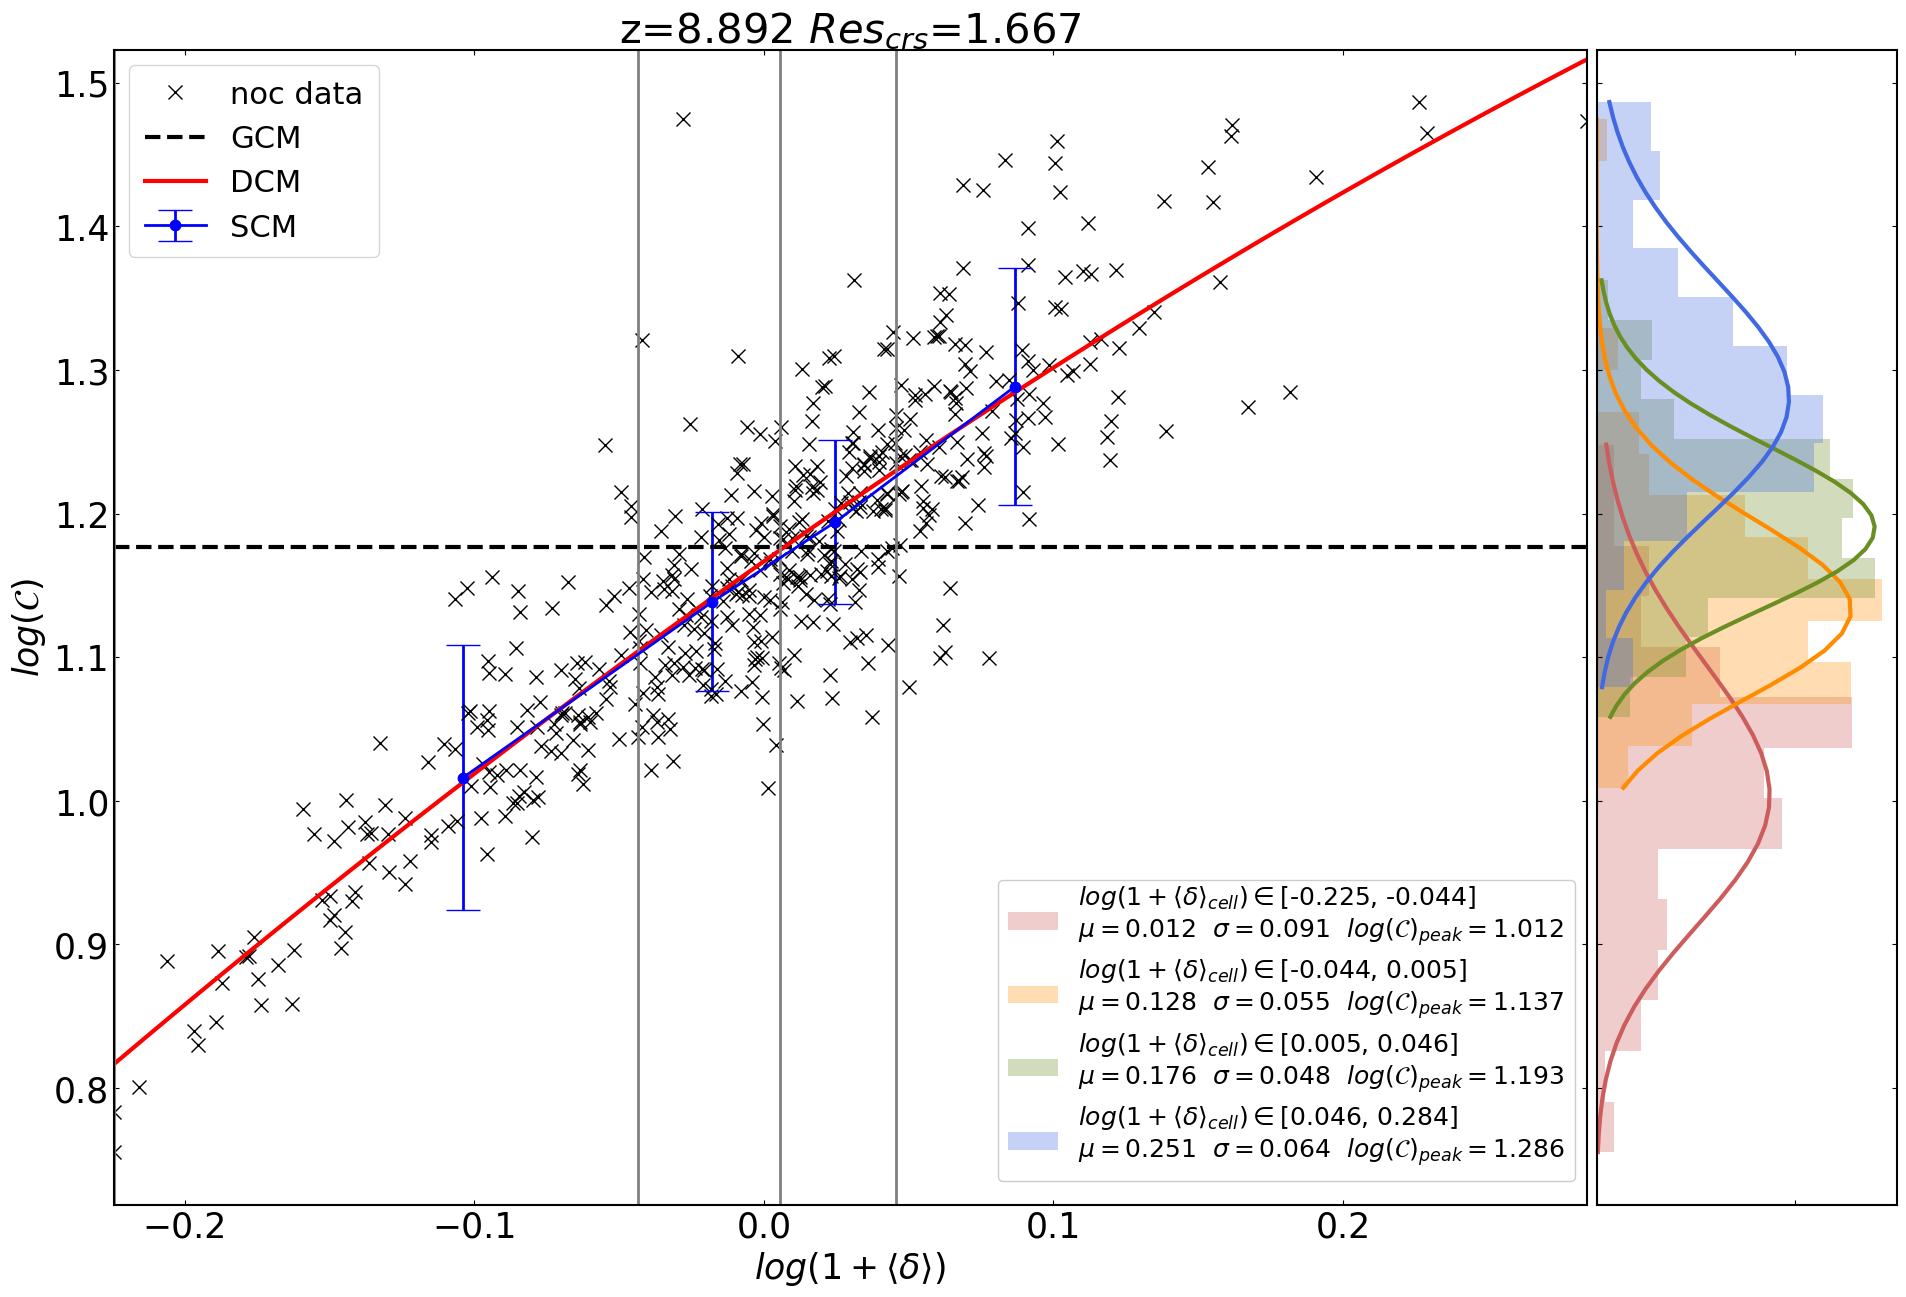 z=8.892 Res_crs=1.667
noc data
GCM
DCM
SCM
1.5
1.4
1.3
1.2
1.1
1.0
0.9
0.8
log(𝒞)
log(1 + ⟨δ⟩_cell) ∈ [-0.225, -0.044]
μ = 0.012 σ = 0.091 log(𝒞)_peak = 1.012
log(1 + ⟨δ⟩_cell) ∈ [-0.044, 0.005]
μ = 0.128 σ = 0.055 log(𝒞)_peak = 1.137
log(1 + ⟨δ⟩_cell) ∈ [0.005, 0.046]
μ = 0.176 σ = 0.048 log(𝒞)_peak = 1.193
log(1 + ⟨δ⟩_cell) ∈ [0.046, 0.284]
μ = 0.251 σ = 0.064 log(𝒞)_peak = 1.286
−0.2 −0.1 0.0 0.1 0.2
log(1 + ⟨δ⟩)